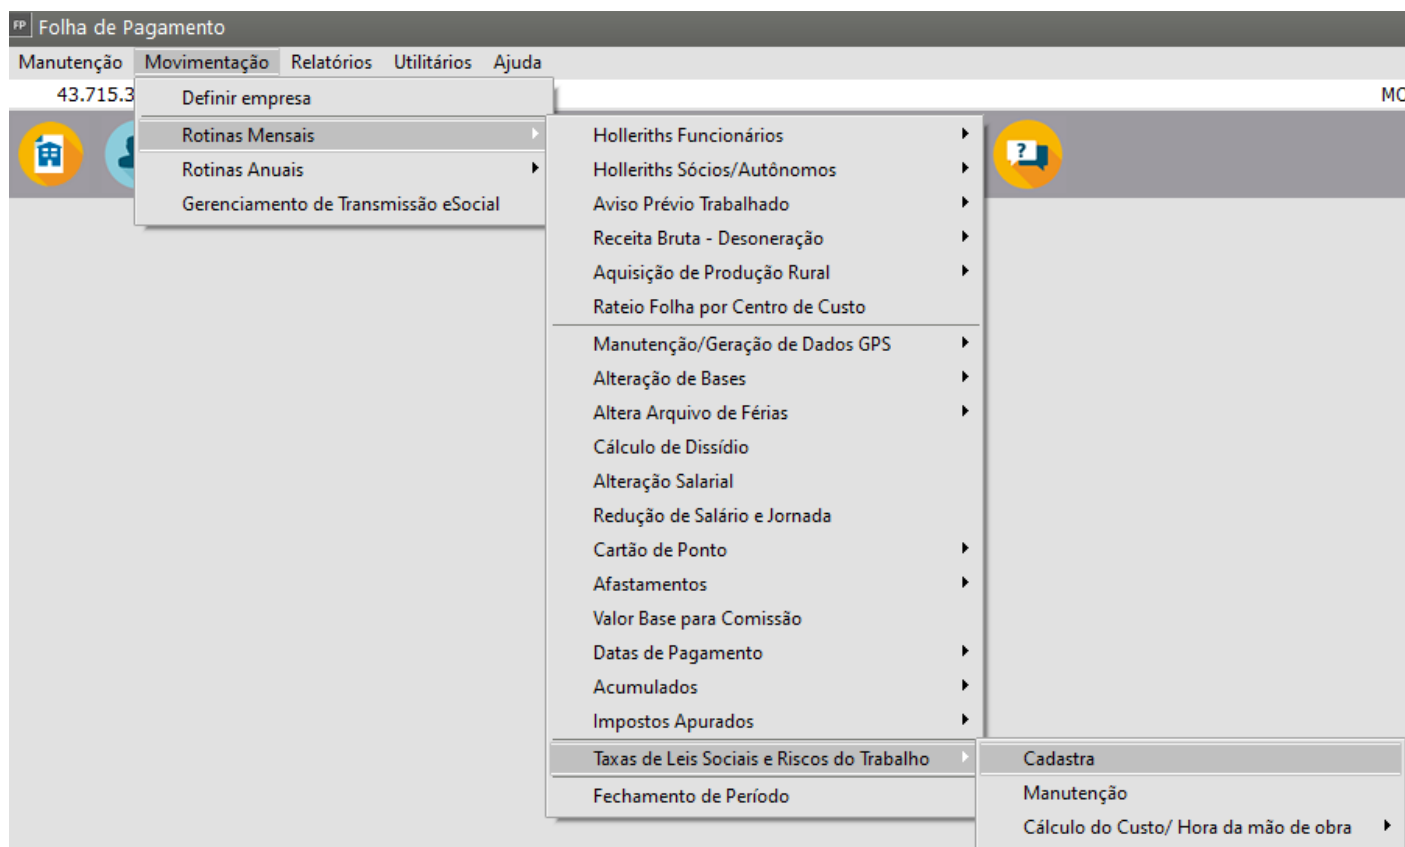 FP Folha de Pagamento
Manutenção Movimentação Relatórios Utilitários Ajuda
43.715.3
MO
Definir empresa
Rotinas Mensais
Rotinas Anuais
Gerenciamento de Transmissão eSocial
Holleriths Funcionários
Holleriths Sócios/Autônomos
Aviso Prévio Trabalhado
Receita Bruta - Desoneração
Aquisição de Produção Rural
Rateio Folha por Centro de Custo
Manutenção/Geração de Dados GPS
Alteração de Bases
Altera Arquivo de Férias
Cálculo de Dissídio
Alteração Salarial
Redução de Salário e Jornada
Cartão de Ponto
Afastamentos
Valor Base para Comissão
Datas de Pagamento
Acumulados
Impostos Apurados
Taxas de Leis Sociais e Riscos do Trabalho
Fechamento de Período
Cadastra
Manutenção
Cálculo do Custo/ Hora da mão de obra
?